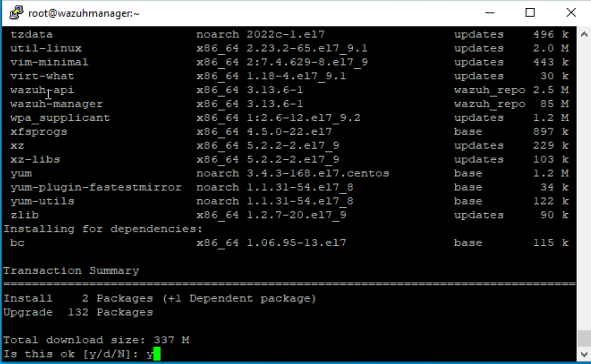 root@wazuhmanager:~
tzdata noarch 2022c-1.el7 updates 496 k
util-linux x86_64 2.23.2-65.el7_9.1 updates 2.0 M
vim-minimal x86_64 2:7.4.629-8.el7_9 updates 443 k
virt-what x86_64 1.18-4.el7_9.1 updates 30 k
wazuh-api x86_64 3.13.6-1 wazuh_repo 2.5 M
wazuh-manager x86_64 3.13.6-1 wazuh_repo 85 M
wpa_supplicant x86_64 1:2.6-12.el7_9.2 updates 1.2 M
xfsprogs x86_64 4.5.0-22.el7 base 897 k
xz x86_64 5.2.2-2.el7_9 updates 229 k
xz-libs x86_64 5.2.2-2.el7_9 updates 103 k
yum noarch 3.4.3-168.el7.centos base 1.2 M
yum-plugin-fastestmirror noarch 1.1.31-54.el7_8 base 34 k
yum-utils noarch 1.1.31-54.el7_8 base 122 k
zlib x86_64 1.2.7-20.el7_9 updates 90 k
Installing for dependencies:
bc x86_64 1.06.95-13.el7 base 115 k
Transaction Summary
================================================================================
Install 2 Packages (+1 Dependent package)
Upgrade 132 Packages
Total download size: 337 M
Is this ok [y/d/N]: y